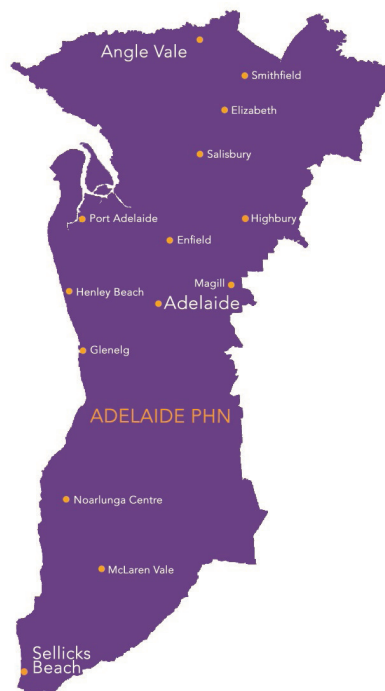 Angle Vale
Smithfield
Elizabeth
Salisbury
Port Adelaide
Highbury
Enfield
Magill
Henley Beach
Adelaide
Glenelg
ADELAIDE PHN
Noarlunga Centre
McLaren Vale
Sellicks
Beach